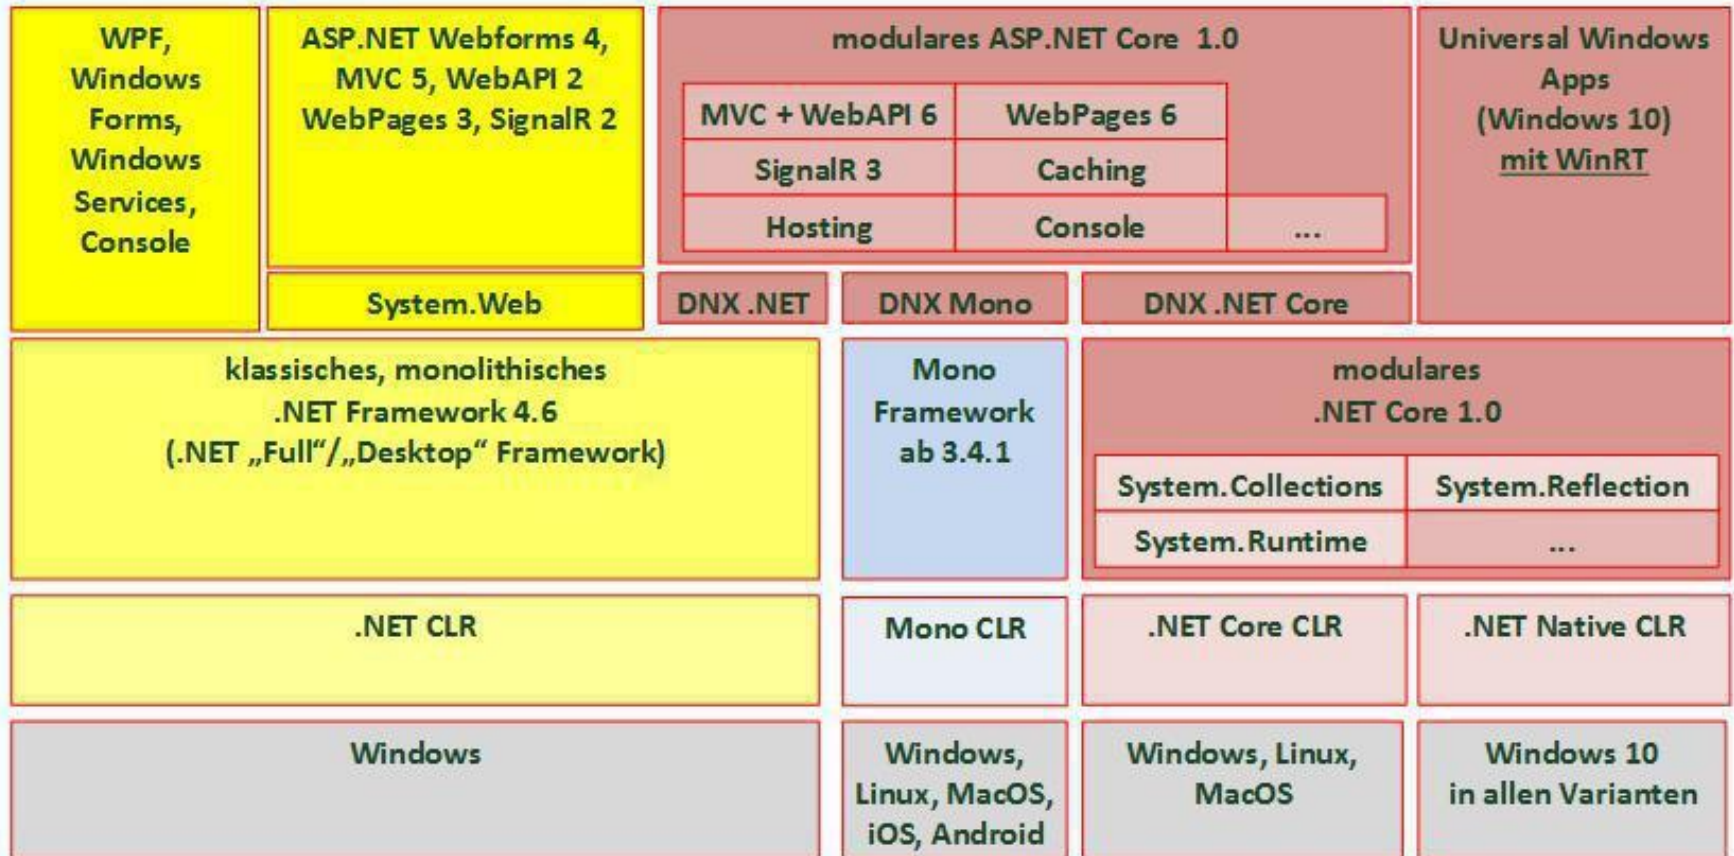 WPF,
Windows
Forms,
Windows
Services,
Console
ASP.NET Webforms 4,
MVC 5, WebAPI 2
WebPages 3, SignalR 2
System.Web
modulares ASP.NET Core 1.0
MVC + WebAPI 6
WebPages 6
SignalR 3
Caching
Hosting
Console
...
Universal Windows
Apps
(Windows 10)
mit WinRT
DNX .NET
DNX Mono
DNX .NET Core
klassisches, monolithisches
.NET Framework 4.6
(.NET „Full“/„Desktop“ Framework)
Mono
Framework
ab 3.4.1
modulares
.NET Core 1.0
System.Collections
System.Reflection
System.Runtime
...
.NET CLR
Mono CLR
.NET Core CLR
.NET Native CLR
Windows
Windows,
Linux, MacOS,
iOS, Android
Windows, Linux,
MacOS
Windows 10
in allen Varianten